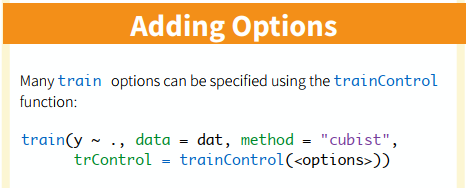 Adding Options
Many train options can be specified using the trainControl
function:
train(y ~ ., data = dat, method = "cubist",
trControl = trainControl(<options>))